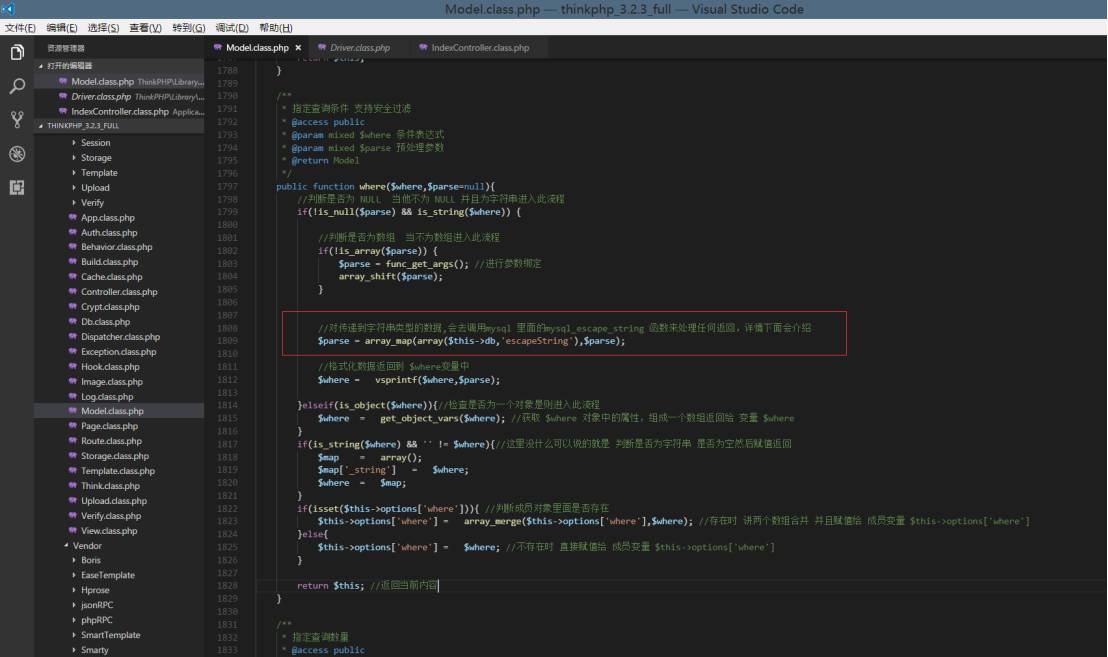 Model.class.php — thinkphp_3.2.3_full — Visual Studio Code
文件(F) 编辑(E) 选择(S) 查看(V) 转到(G) 调试(D) 帮助(H)
资源管理器
打开的编辑器
Model.class.php ThinkPHP\Library...
Driver.class.php ThinkPHP\Library\...
IndexController.class.php Applica...
THINKPHP_3.2.3_FULL
Session
Storage
Template
Upload
Verify
App.class.php
Auth.class.php
Behavior.class.php
Build.class.php
Cache.class.php
Controller.class.php
Crypt.class.php
Db.class.php
Dispatcher.class.php
Exception.class.php
Hook.class.php
Image.class.php
Log.class.php
Model.class.php
Page.class.php
Route.class.php
Storage.class.php
Template.class.php
Think.class.php
Upload.class.php
Verify.class.php
View.class.php
Vendor
Boris
EaseTemplate
Hprose
jsonRPC
phpRPC
SmartTemplate
Smarty
Model.class.php × Driver.class.php IndexController.class.php
1787 return $this;
1788 }
1789
1790 /**
1791 * 指定查询条件 支持安全过滤
1792 * @access public
1793 * @param mixed $where 条件表达式
1794 * @param mixed $parse 预处理参数
1795 * @return Model
1796 */
1797 public function where($where,$parse=null){
1798 //判断是否为 NULL 当他不为 NULL 并且为字符串进入此流程
1799 if(!is_null($parse) && is_string($where)) {
1800
1801 //判断是否为数组 当不为数组进入此流程
1802 if(!is_array($parse)) {
1803 $parse = func_get_args(); //进行参数绑定
1804 array_shift($parse);
1805 }
1806
1807
1808 //对传递到字符串类型的数据,会去调用mysql 里面的mysql_escape_string 函数来处理任何返回，详情下面会介绍
1809 $parse = array_map(array($this->db,'escapeString'),$parse);
1810
1811 //格式化数据返回到 $where变量中
1812 $where = vsprintf($where,$parse);
1813
1814 }elseif(is_object($where)){//检查是否为一个对象是则进入此流程
1815 $where = get_object_vars($where); //获取 $where 对象中的属性，组成一个数组返回给 变量 $where
1816 }
1817 if(is_string($where) && '' != $where){//这里没什么可以说的就是 判断是否为字符串 是否为空然后赋值返回
1818 $map = array();
1819 $map['_string'] = $where;
1820 $where = $map;
1821 }
1822 if(isset($this->options['where'])){ //判断成员对象里面是否存在
1823 $this->options['where'] = array_merge($this->options['where'],$where); //存在时 讲两个数组合并 并且赋值给 成员变量 $this->options['where']
1824 }else{
1825 $this->options['where'] = $where; //不存在时 直接赋值给 成员变量 $this->options['where']
1826 }
1827
1828 return $this; //返回当前内容
1829 }
1830
1831 /**
1832 * 指定查询数量
1833 * @access public